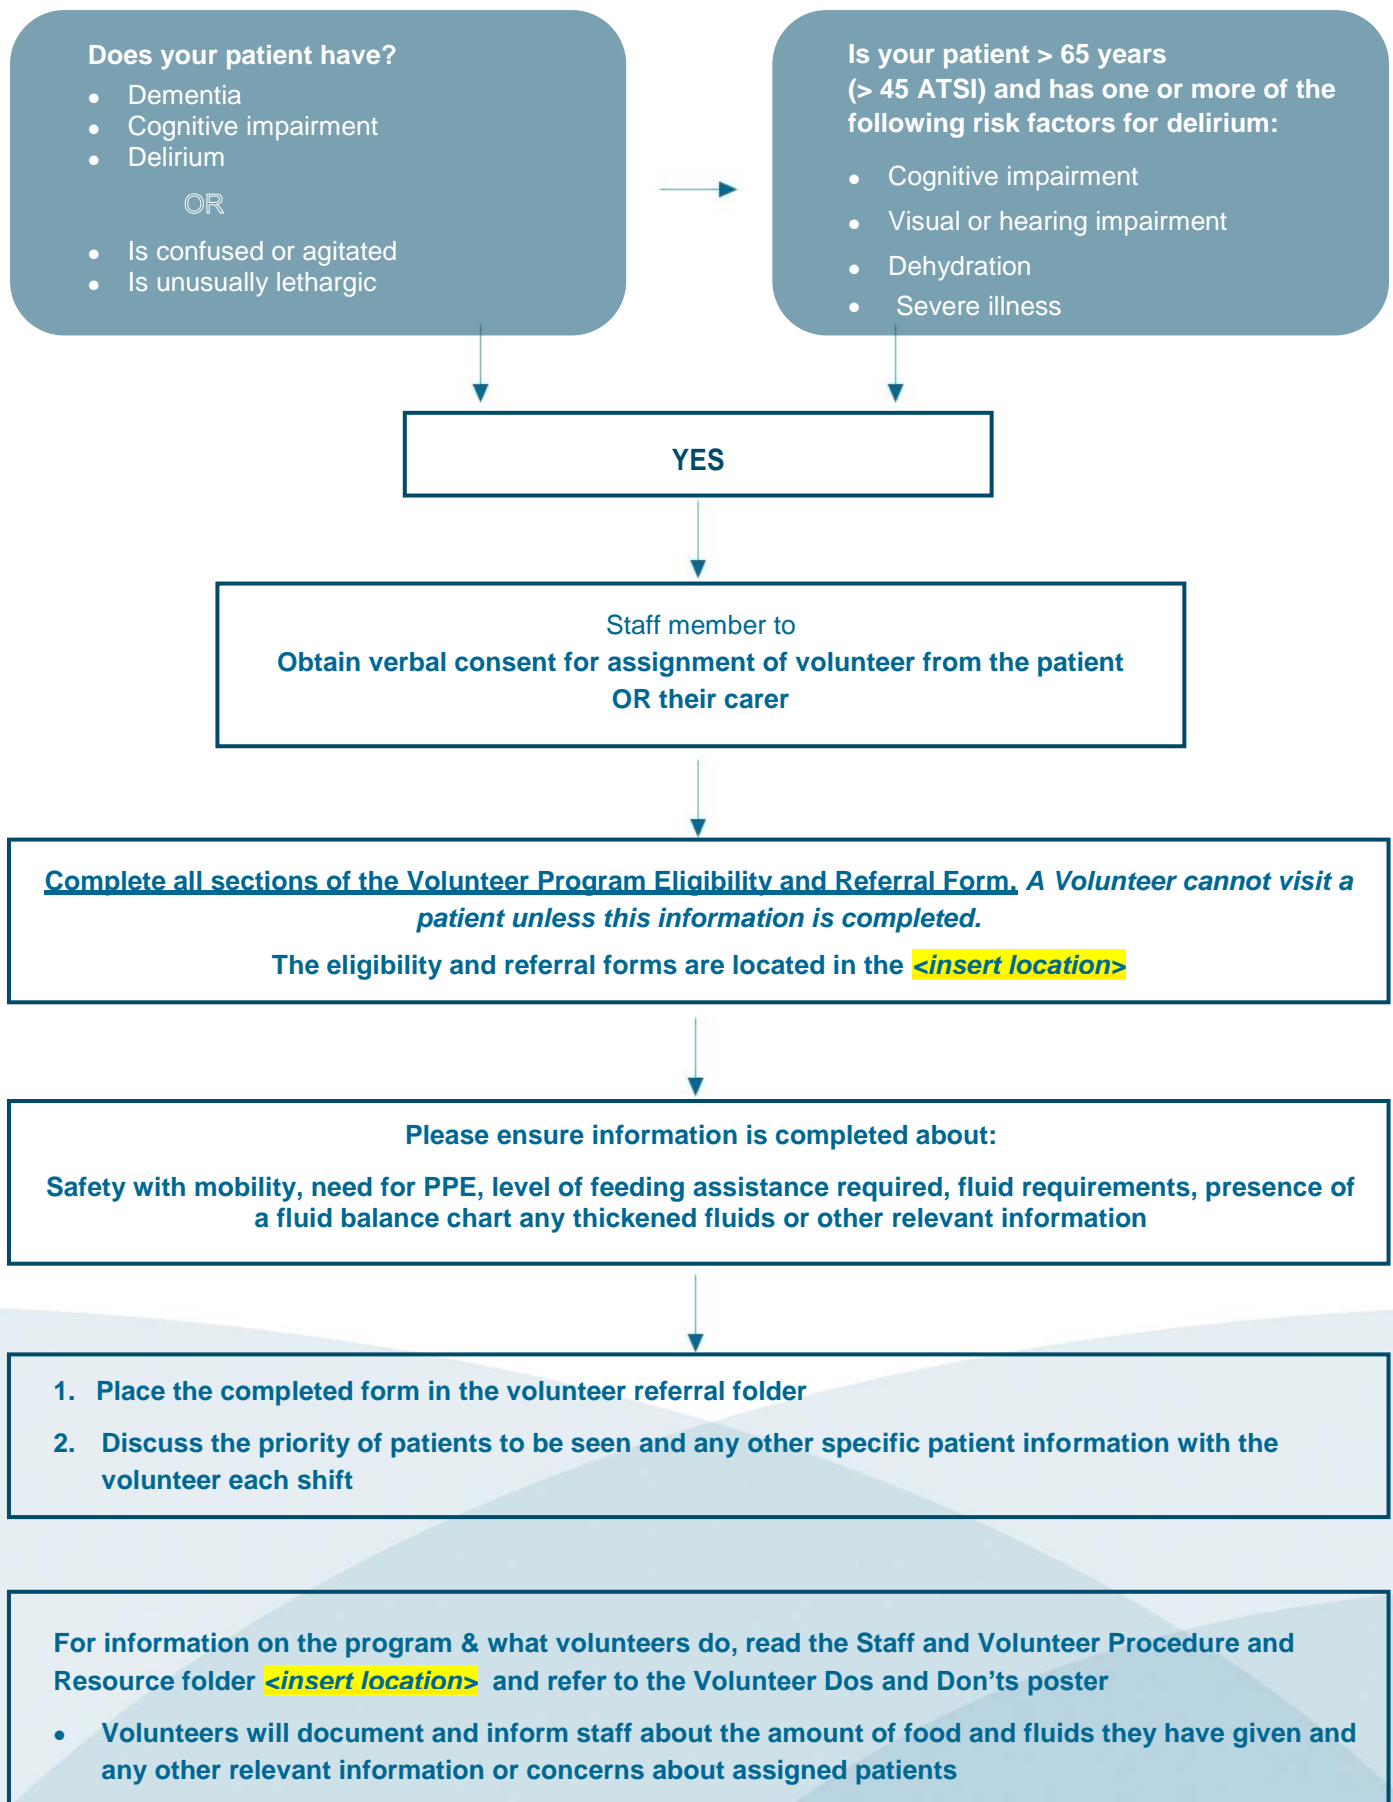 Does your patient have?
● Dementia
● Cognitive impairment
● Delirium
OR
● Is confused or agitated
● Is unusually lethargic
Is your patient > 65 years
(> 45 ATSI) and has one or more of the
following risk factors for delirium:
● Cognitive impairment
● Visual or hearing impairment
● Dehydration
● Severe illness
YES
Staff member to
Obtain verbal consent for assignment of volunteer from the patient
OR their carer
Complete all sections of the Volunteer Program Eligibility and Referral Form. A Volunteer cannot visit a
patient unless this information is completed.
The eligibility and referral forms are located in the <insert location>
Please ensure information is completed about:
Safety with mobility, need for PPE, level of feeding assistance required, fluid requirements, presence of
a fluid balance chart any thickened fluids or other relevant information
1. Place the completed form in the volunteer referral folder
2. Discuss the priority of patients to be seen and any other specific patient information with the
volunteer each shift
For information on the program & what volunteers do, read the Staff and Volunteer Procedure and
Resource folder <insert location> and refer to the Volunteer Dos and Don’ts poster
● Volunteers will document and inform staff about the amount of food and fluids they have given and
any other relevant information or concerns about assigned patients